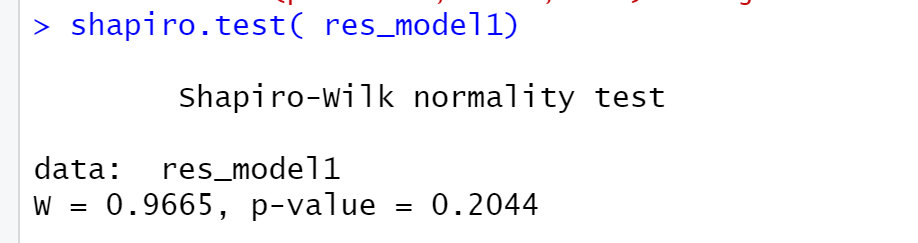 > shapiro.test( res_model1)
Shapiro-Wilk normality test
data:  res_model1
W = 0.9665, p-value = 0.2044